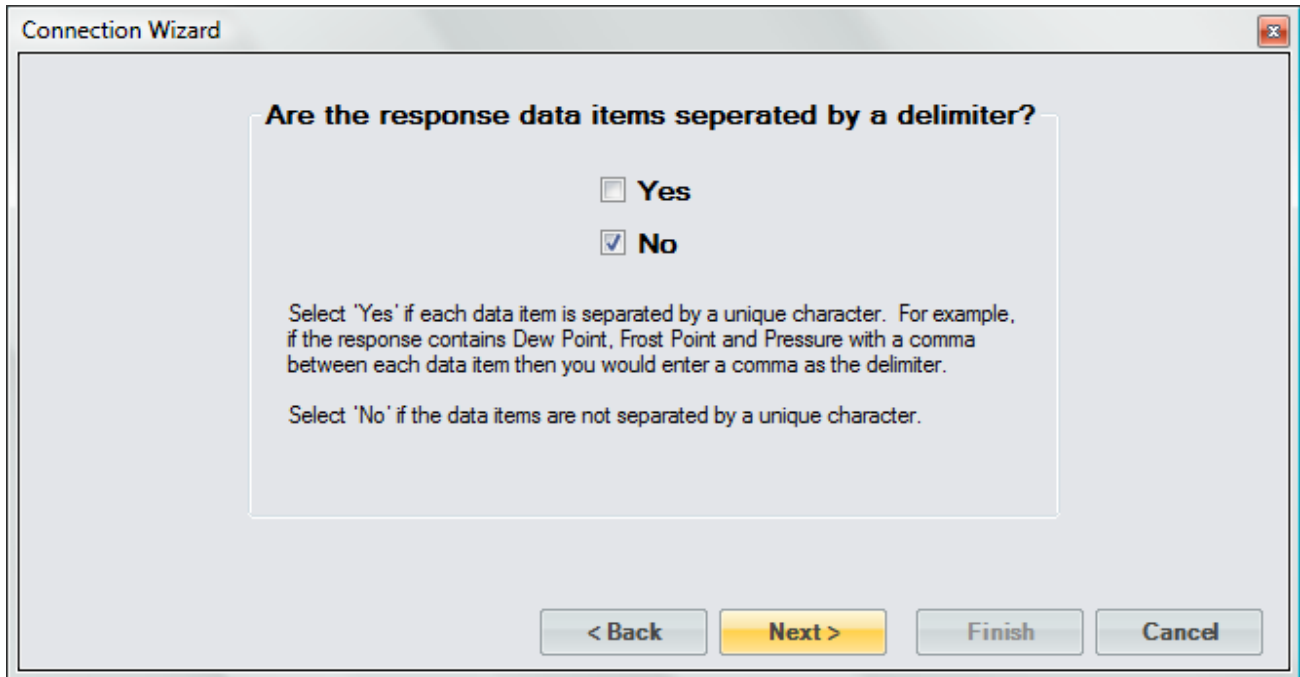 Connection Wizard
Are the response data items seperated by a delimiter?
Yes
No
Select 'Yes' if each data item is separated by a unique character.  For example,
if the response contains Dew Point, Frost Point and Pressure with a comma
between each data item then you would enter a comma as the delimiter.
Select 'No' if the data items are not separated by a unique character.
< Back
Next >
Finish
Cancel